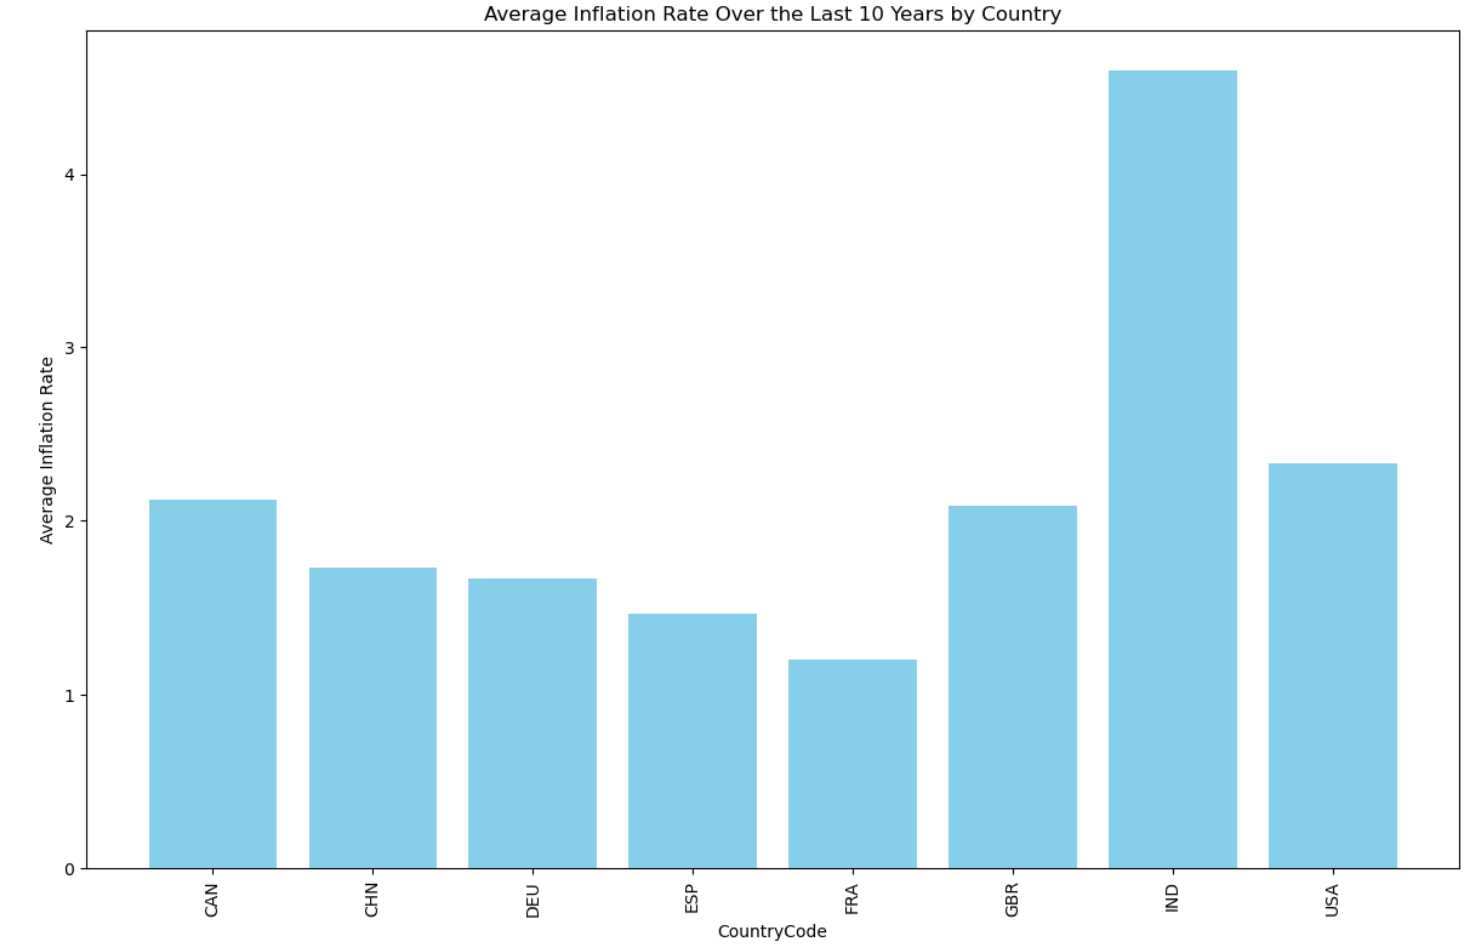 Average Inflation Rate Over the Last 10 Years by Country
Average Inflation Rate
4
3
2
1
0
CAN
CHN
DEU
ESP
FRA
GBR
IND
USA
CountryCode